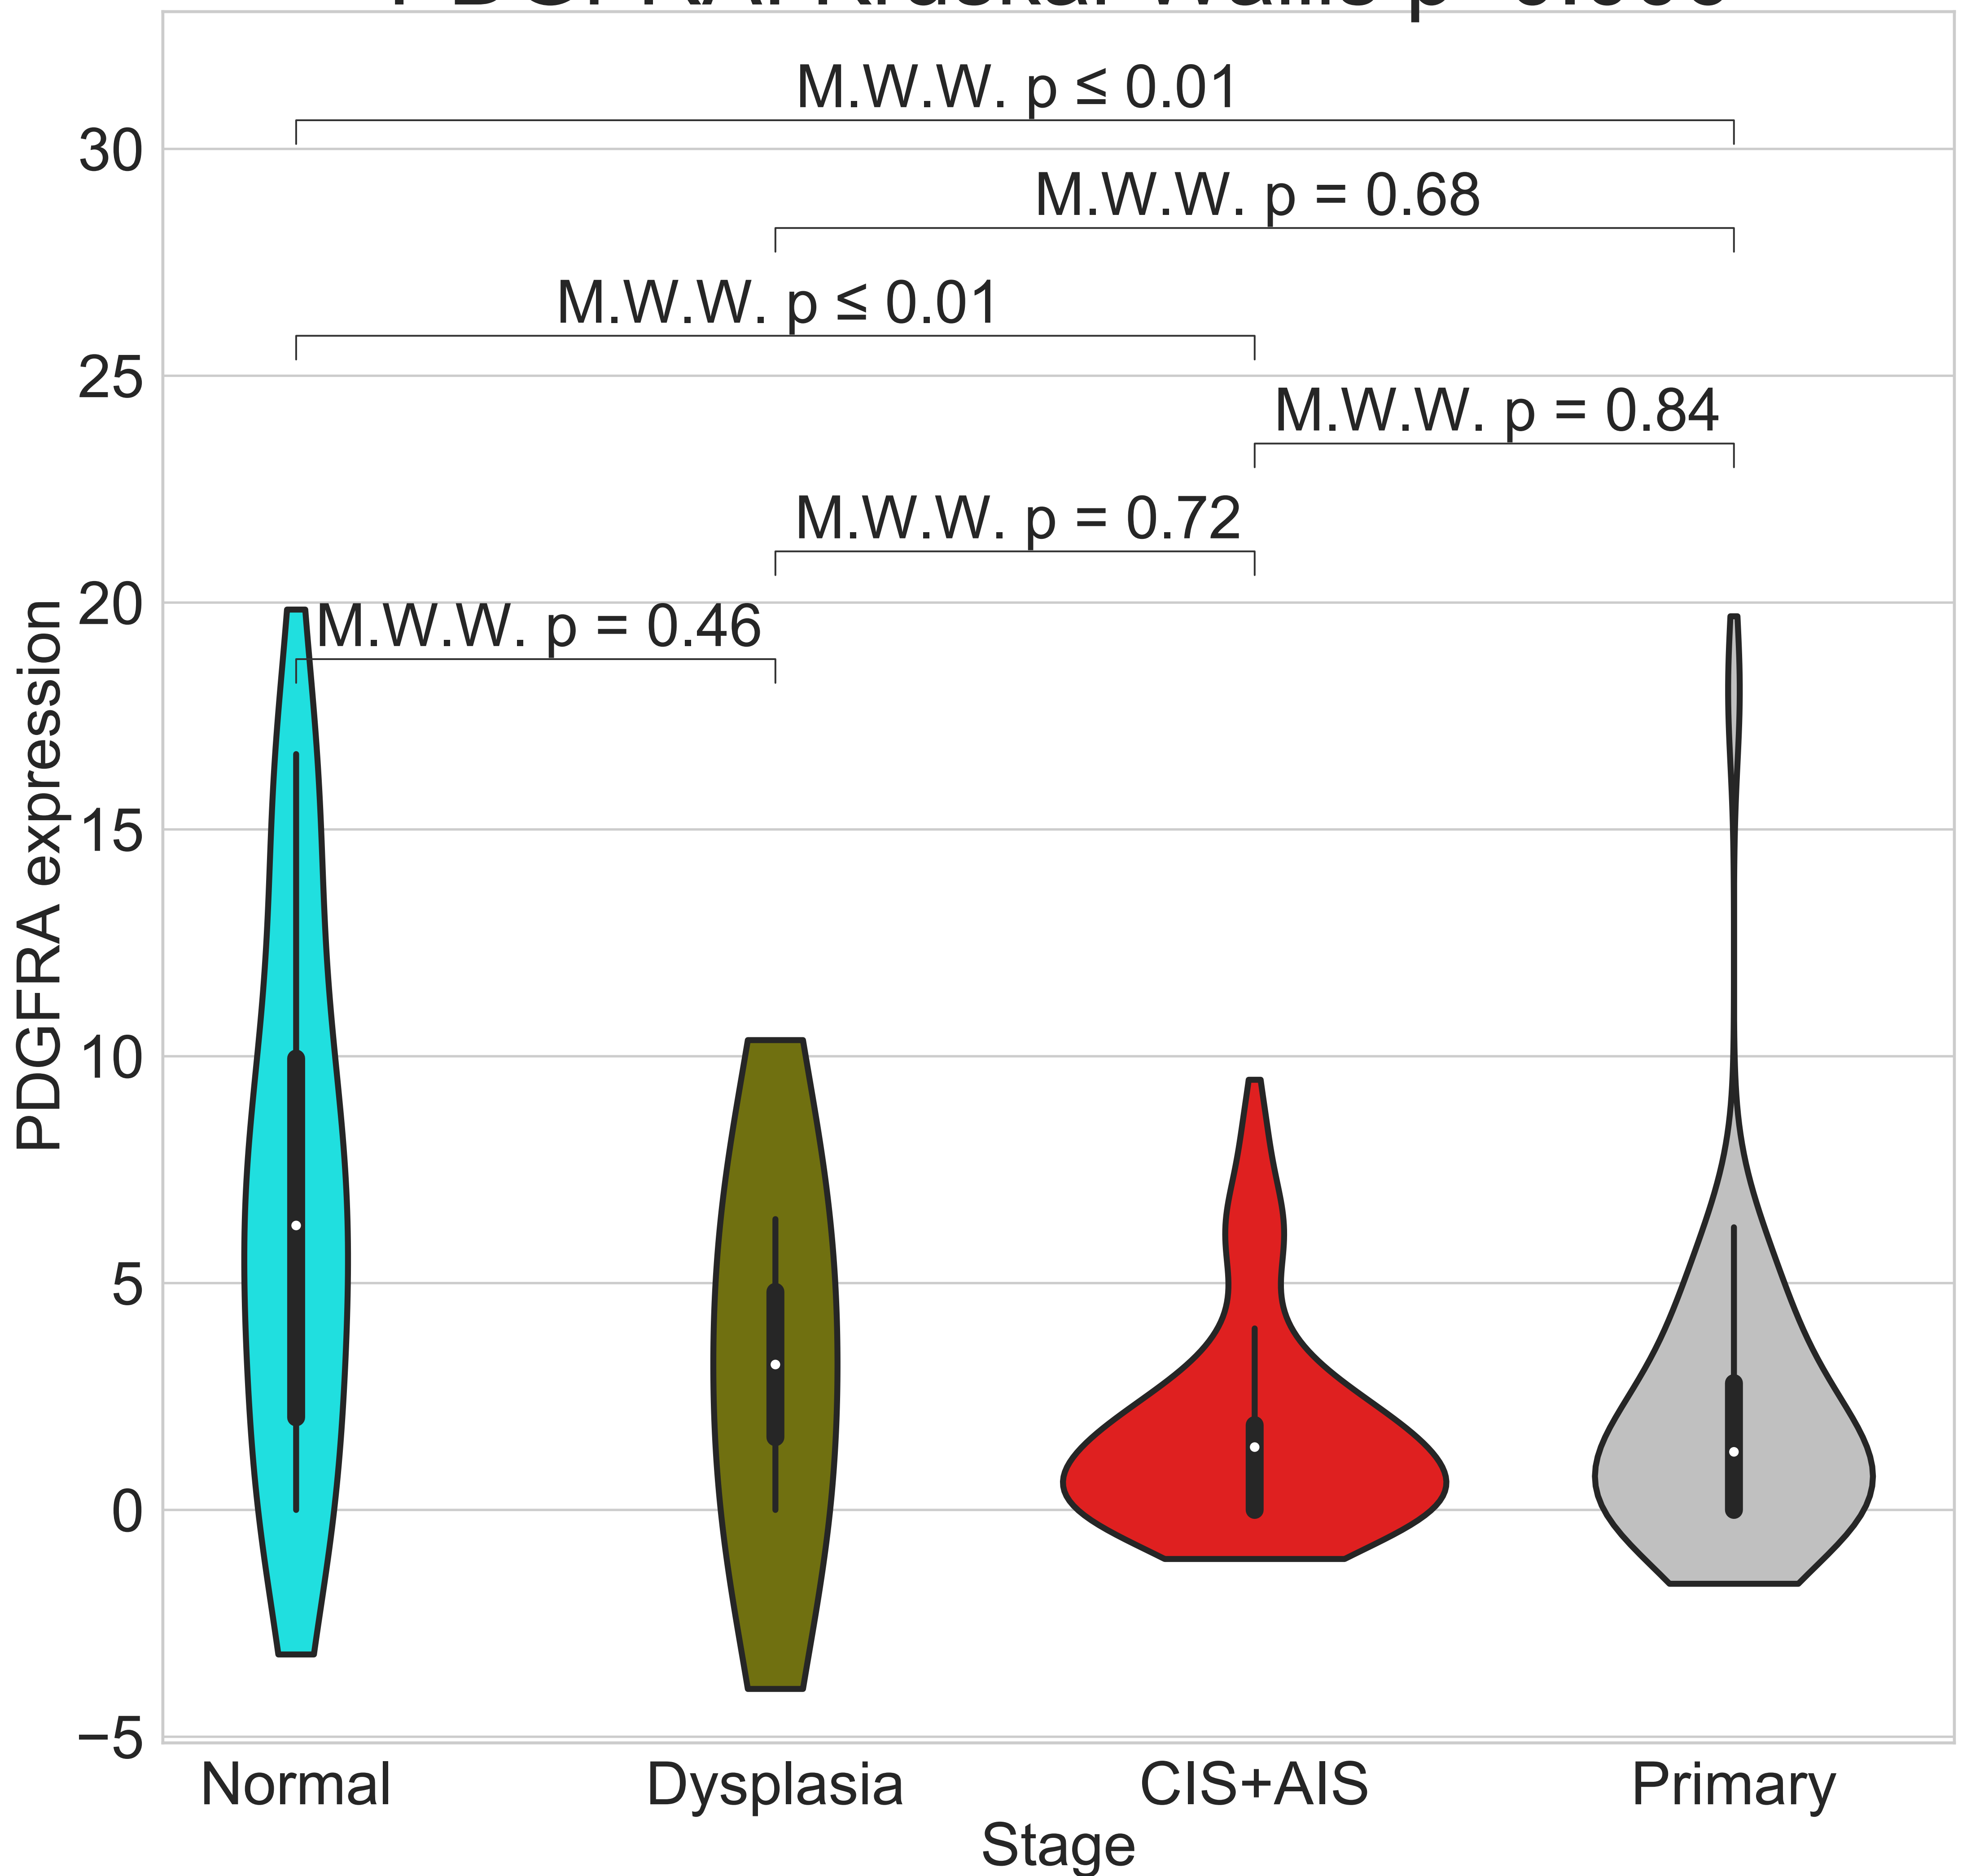 M.W.W. p ≤ 0.01
M.W.W. p = 0.68
M.W.W. p ≤ 0.01
M.W.W. p = 0.84
M.W.W. p = 0.72
M.W.W. p = 0.46
PDGFRA expression
30
25
20
15
10
5
0
−5
Normal Dysplasia CIS+AIS Primary
Stage